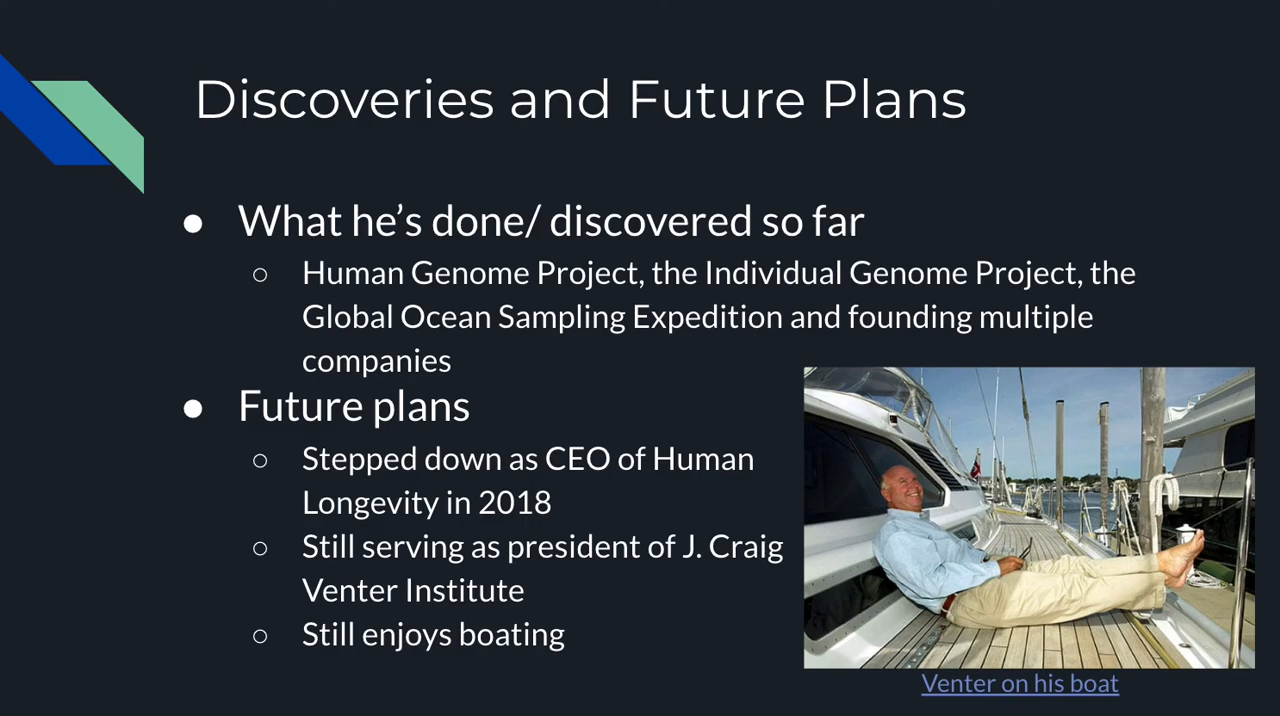 Discoveries and Future Plans
● What he's done/ discovered so far
○ Human Genome Project, the Individual Genome Project, the
Global Ocean Sampling Expedition and founding multiple
companies
● Future plans
○ Stepped down as CEO of Human
Longevity in 2018
○ Still serving as president of J. Craig
Venter Institute
○ Still enjoys boating
Venter on his boat